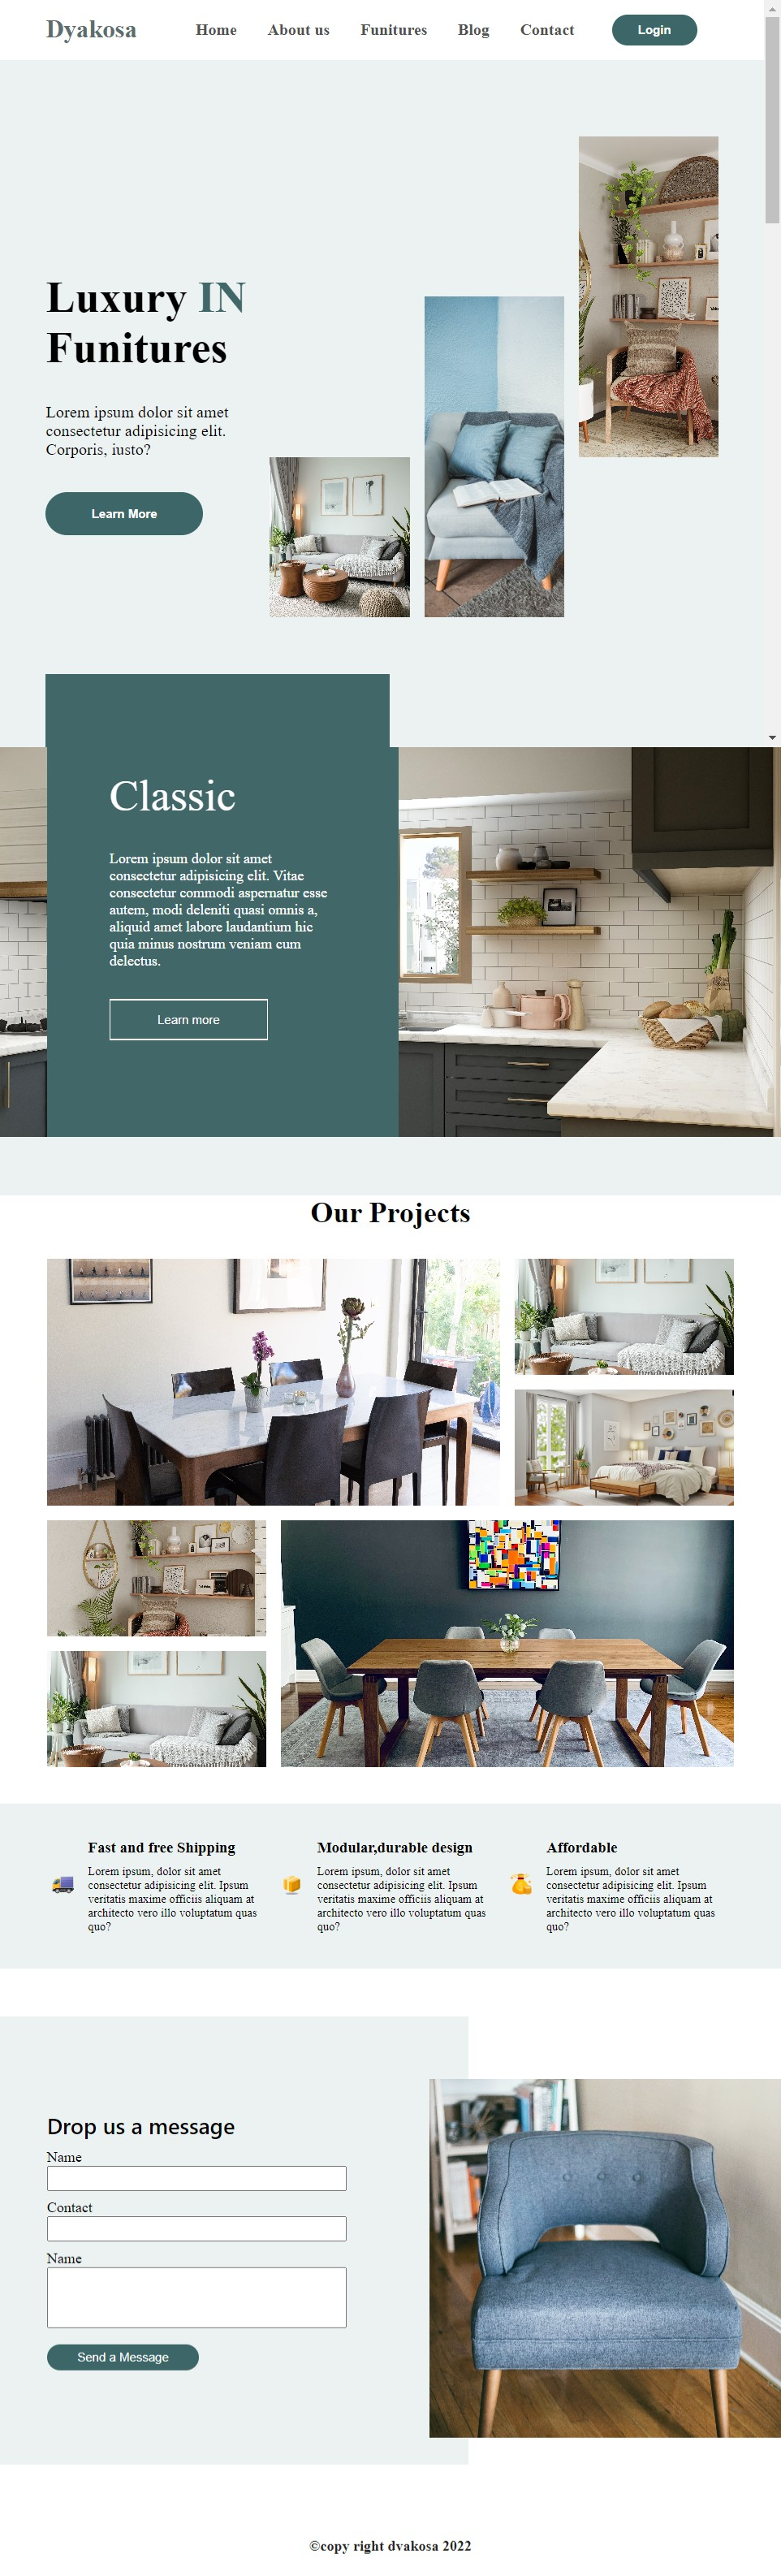 Dyakosa Home About us Funitures Blog Contact Login
Luxury IN
Funitures
Lorem ipsum dolor sit amet
consectetur adipisicing elit.
Corporis, iusto?
Learn More
Classic
Lorem ipsum dolor sit amet
consectetur adipisicing elit. Vitae
consectetur commodi aspernatur esse
autem, modi deleniti quasi omnis a,
aliquid amet labore laudantium hic
quia minus nostrum veniam cum
delectus.
Learn more
Our Projects
Fast and free Shipping
Lorem ipsum, dolor sit amet
consectetur adipisicing elit. Ipsum
veritatis maxime officiis aliquam at
architecto vero illo voluptatum quas
quo?
Modular,durable design
Lorem ipsum, dolor sit amet
consectetur adipisicing elit. Ipsum
veritatis maxime officiis aliquam at
architecto vero illo voluptatum quas
quo?
Affordable
Lorem ipsum, dolor sit amet
consectetur adipisicing elit. Ipsum
veritatis maxime officiis aliquam at
architecto vero illo voluptatum quas
quo?
Drop us a message
Name
Contact
Name
Send a Message
©copy right dvakosa 2022